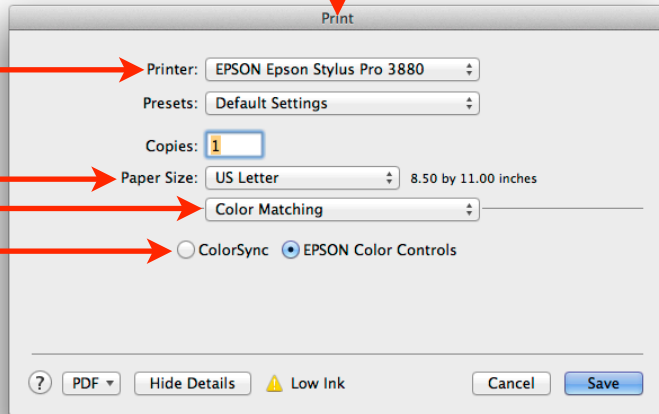 Print
Printer: EPSON Epson Stylus Pro 3880
Presets: Default Settings
Copies: 1
Paper Size: US Letter 8.50 by 11.00 inches
Color Matching
ColorSync EPSON Color Controls
? PDF Hide Details Low Ink Cancel Save